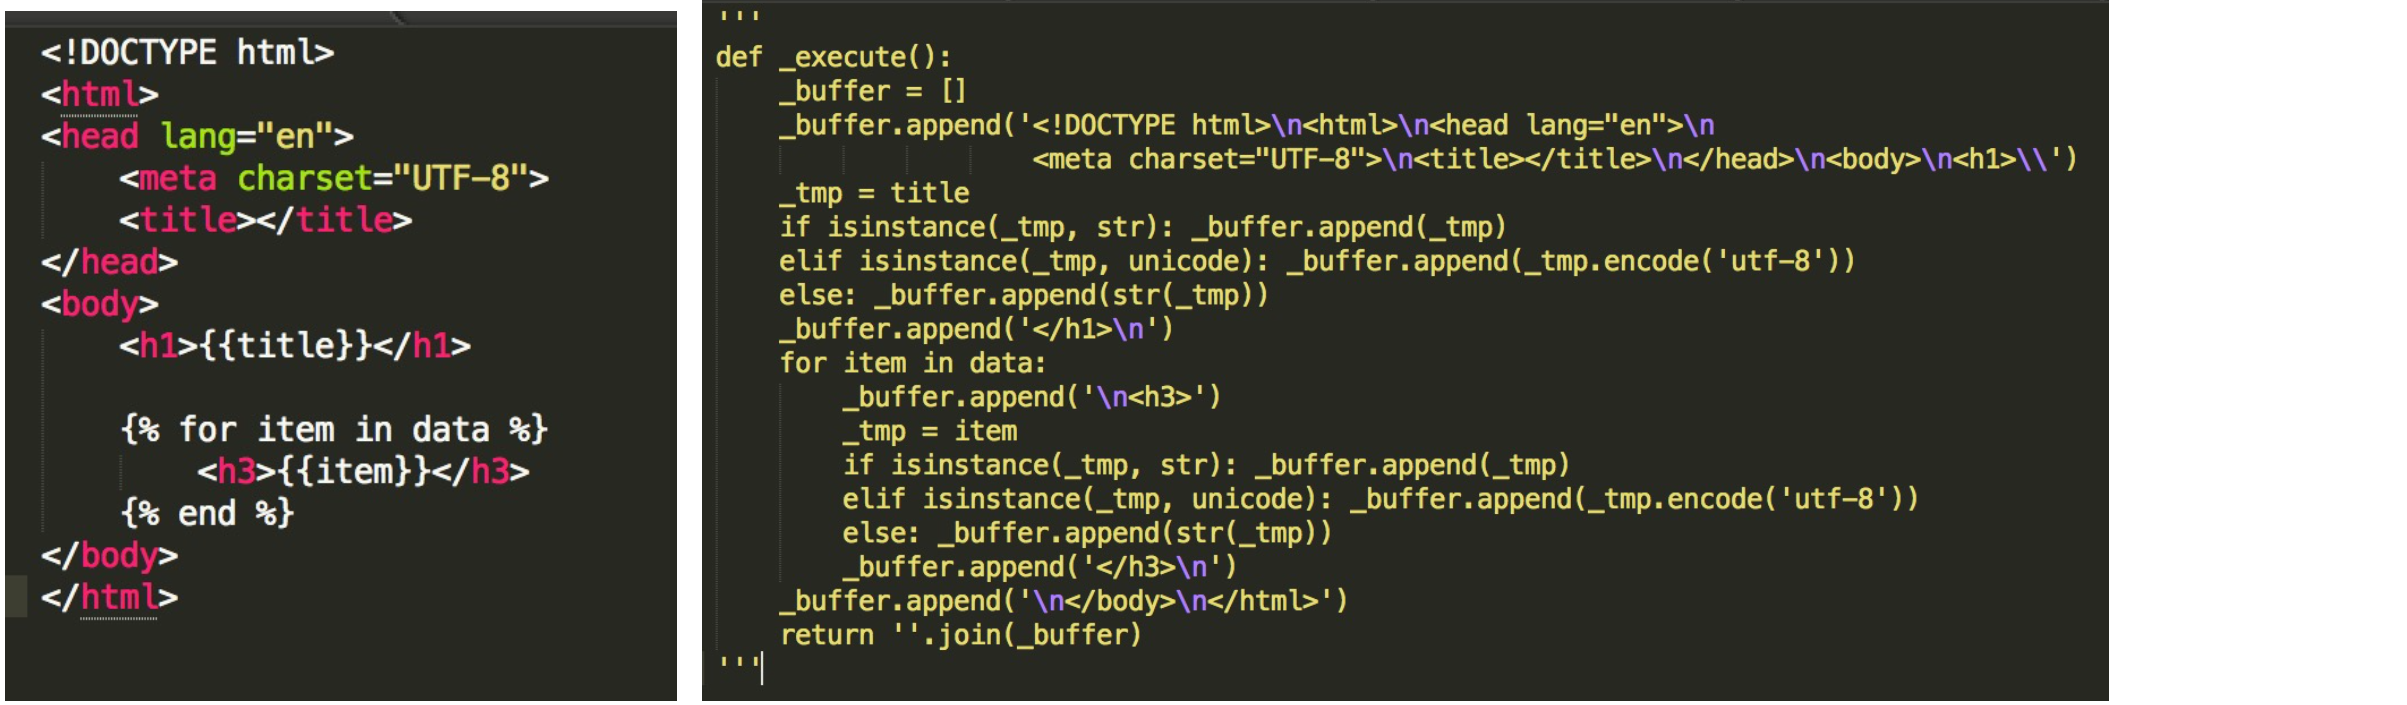 <!DOCTYPE html>
<html>
<head lang="en">
    <meta charset="UTF-8">
    <title></title>
</head>
<body>
    <h1>{{title}}</h1>

    {% for item in data %}
        <h3>{{item}}</h3>
    {% end %}
</body>
</html>
'''
def _execute():
    _buffer = []
    _buffer.append('<!DOCTYPE html>\n<html>\n<head lang="en">\n
                    <meta charset="UTF-8">\n<title></title>\n</head>\n<body>\n<h1>\\')
    _tmp = title
    if isinstance(_tmp, str): _buffer.append(_tmp)
    elif isinstance(_tmp, unicode): _buffer.append(_tmp.encode('utf-8'))
    else: _buffer.append(str(_tmp))
    _buffer.append('</h1>\n')
    for item in data:
        _buffer.append('\n<h3>')
        _tmp = item
        if isinstance(_tmp, str): _buffer.append(_tmp)
        elif isinstance(_tmp, unicode): _buffer.append(_tmp.encode('utf-8'))
        else: _buffer.append(str(_tmp))
        _buffer.append('</h3>\n')
    _buffer.append('\n</body>\n</html>')
    return ''.join(_buffer)
'''